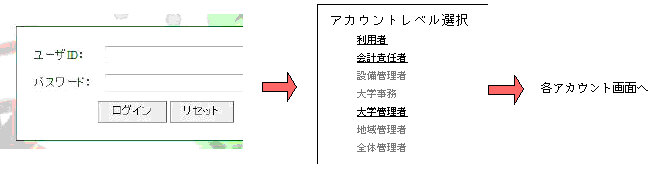 ユーザID:
パスワード:
ログイン リセット
アカウントレベル選択
利用者
会計責任者
設備管理者
大学事務
大学管理者
地域管理者
全体管理者
各アカウント画面へ